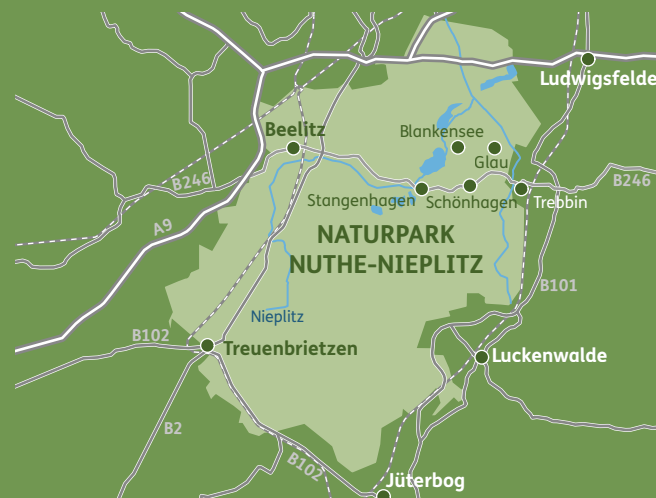 Ludwigsfelde
Beelitz
Blankensee
Glau
B246
B246
Stangenhagen
Schönhagen
Trebbin
A9
NATURPARK
NUTHE-NIEPLITZ
B101
Nieplitz
B102
Treuenbrietzen
Luckenwalde
B2
B102
Jüterbog